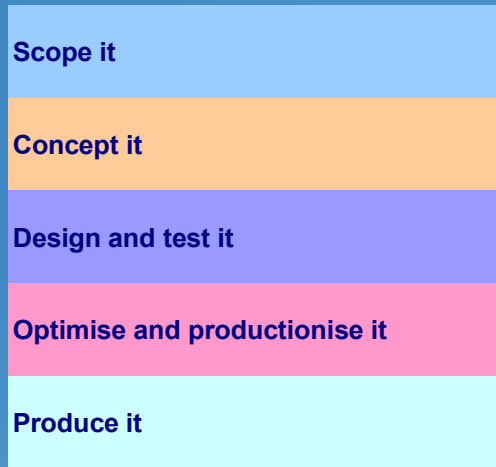 Scope it
Concept it
Design and test it
Optimise and productionise it
Produce it